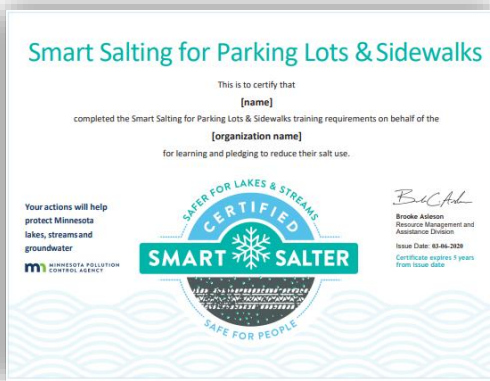 Smart Salting for Parking Lots & Sidewalks
This is to certify that
[name]
completed the Smart Salting for Parking Lots & Sidewalks training requirements on behalf of the
[organization name]
for learning and pledging to reduce their salt use.
Your actions will help
protect Minnesota
lakes, streams and
groundwater
MINNESOTA POLLUTION
CONTROL AGENCY
SAFER FOR LAKES & STREAMS
CERTIFIED
SMART SALTER
SAFE FOR PEOPLE
Brooke Asleson
Resource Management and
Assistance Division
Issue Date: 03-06-2020
Certificate expires 5 years
from issue date